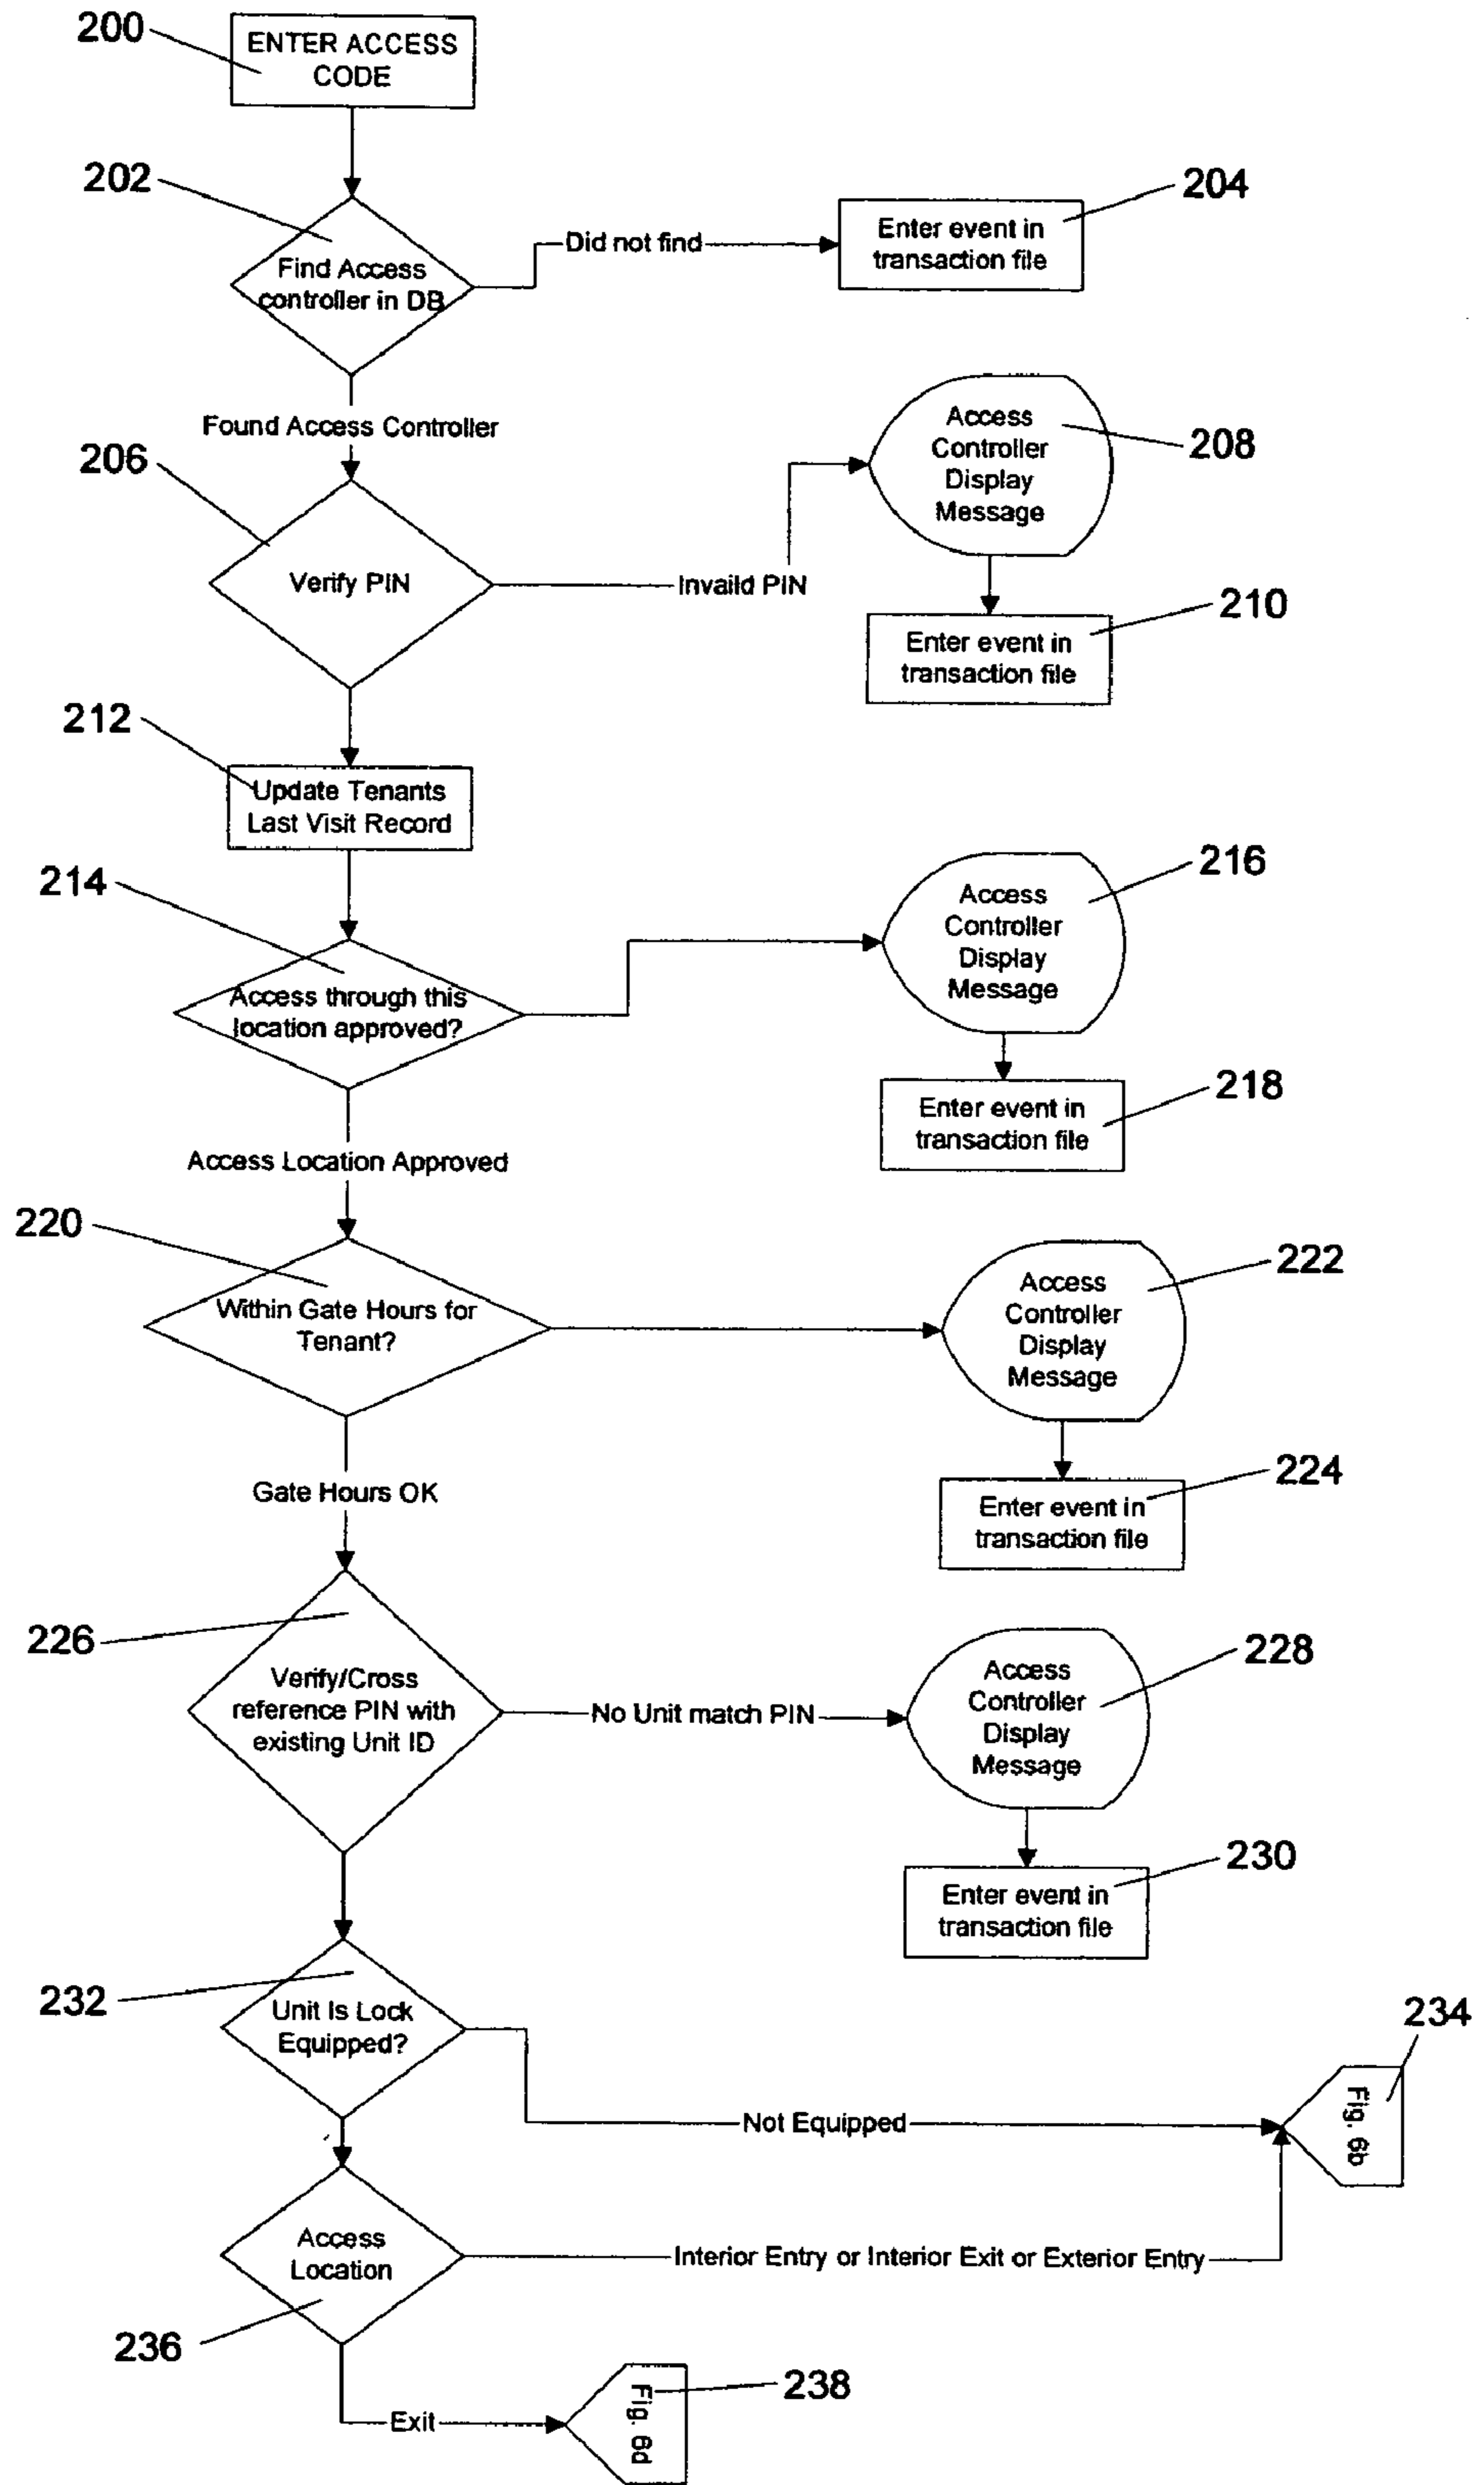 200
ENTER ACCESS
CODE
202
Find Access
controller in DB
Did not find
Enter event in
transaction file
204
Found Access Controller
206
Verify PIN
Invaild PIN
Access
Controller
Display
Message
208
Enter event in
transaction file
210
212
Update Tenants
Last Visit Record
214
Access through this
location approved?
Access
Controller
Display
Message
216
Enter event in
transaction file
218
Access Location Approved
220
Within Gate Hours for
Tenant?
Access
Controller
Display
Message
222
Enter event in
transaction file
224
Gate Hours OK
226
Verify/Cross
reference PIN with
existing Unit ID
No Unit match PIN
Access
Controller
Display
Message
228
Enter event in
transaction file
230
232
Unit Is Lock
Equipped?
Not Equipped
Fig. 6b
234
Access
Location
236
Interior Entry or Interior Exit or Exterior Entry
Exit
Fig. 6d
238